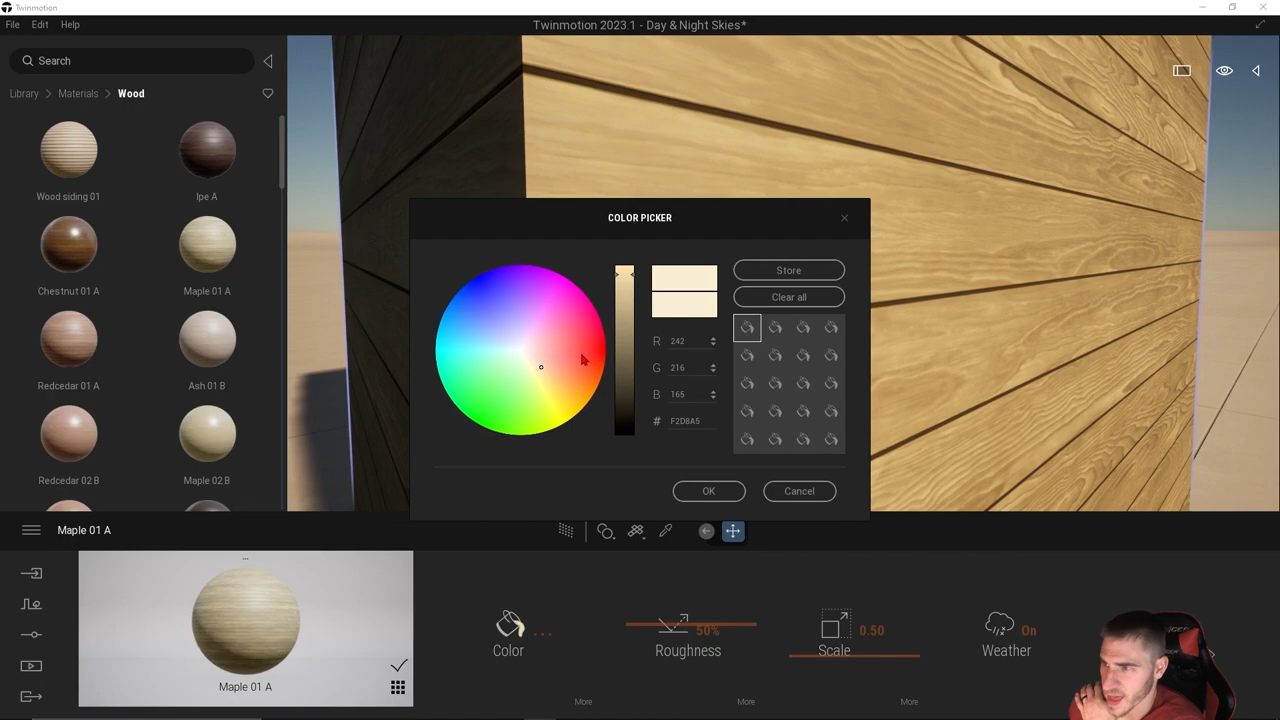 Twinmotion
File Edit Help
Twinmotion 2023.1 - Day & Night Skies*
Search
Library > Materials > Wood
Wood siding 01
Ipe A
Chestnut 01 A
Maple 01 A
Redcedar 01 A
Ash 01 B
Redcedar 02 B
Maple 02 B
COLOR PICKER
Store
Clear all
R 242
G 216
B 165
# F2D8A5
OK
Cancel
Maple 01 A
...
Maple 01 A
Color
...
Roughness
50%
Scale
0.50
Weather
On
More
More
More